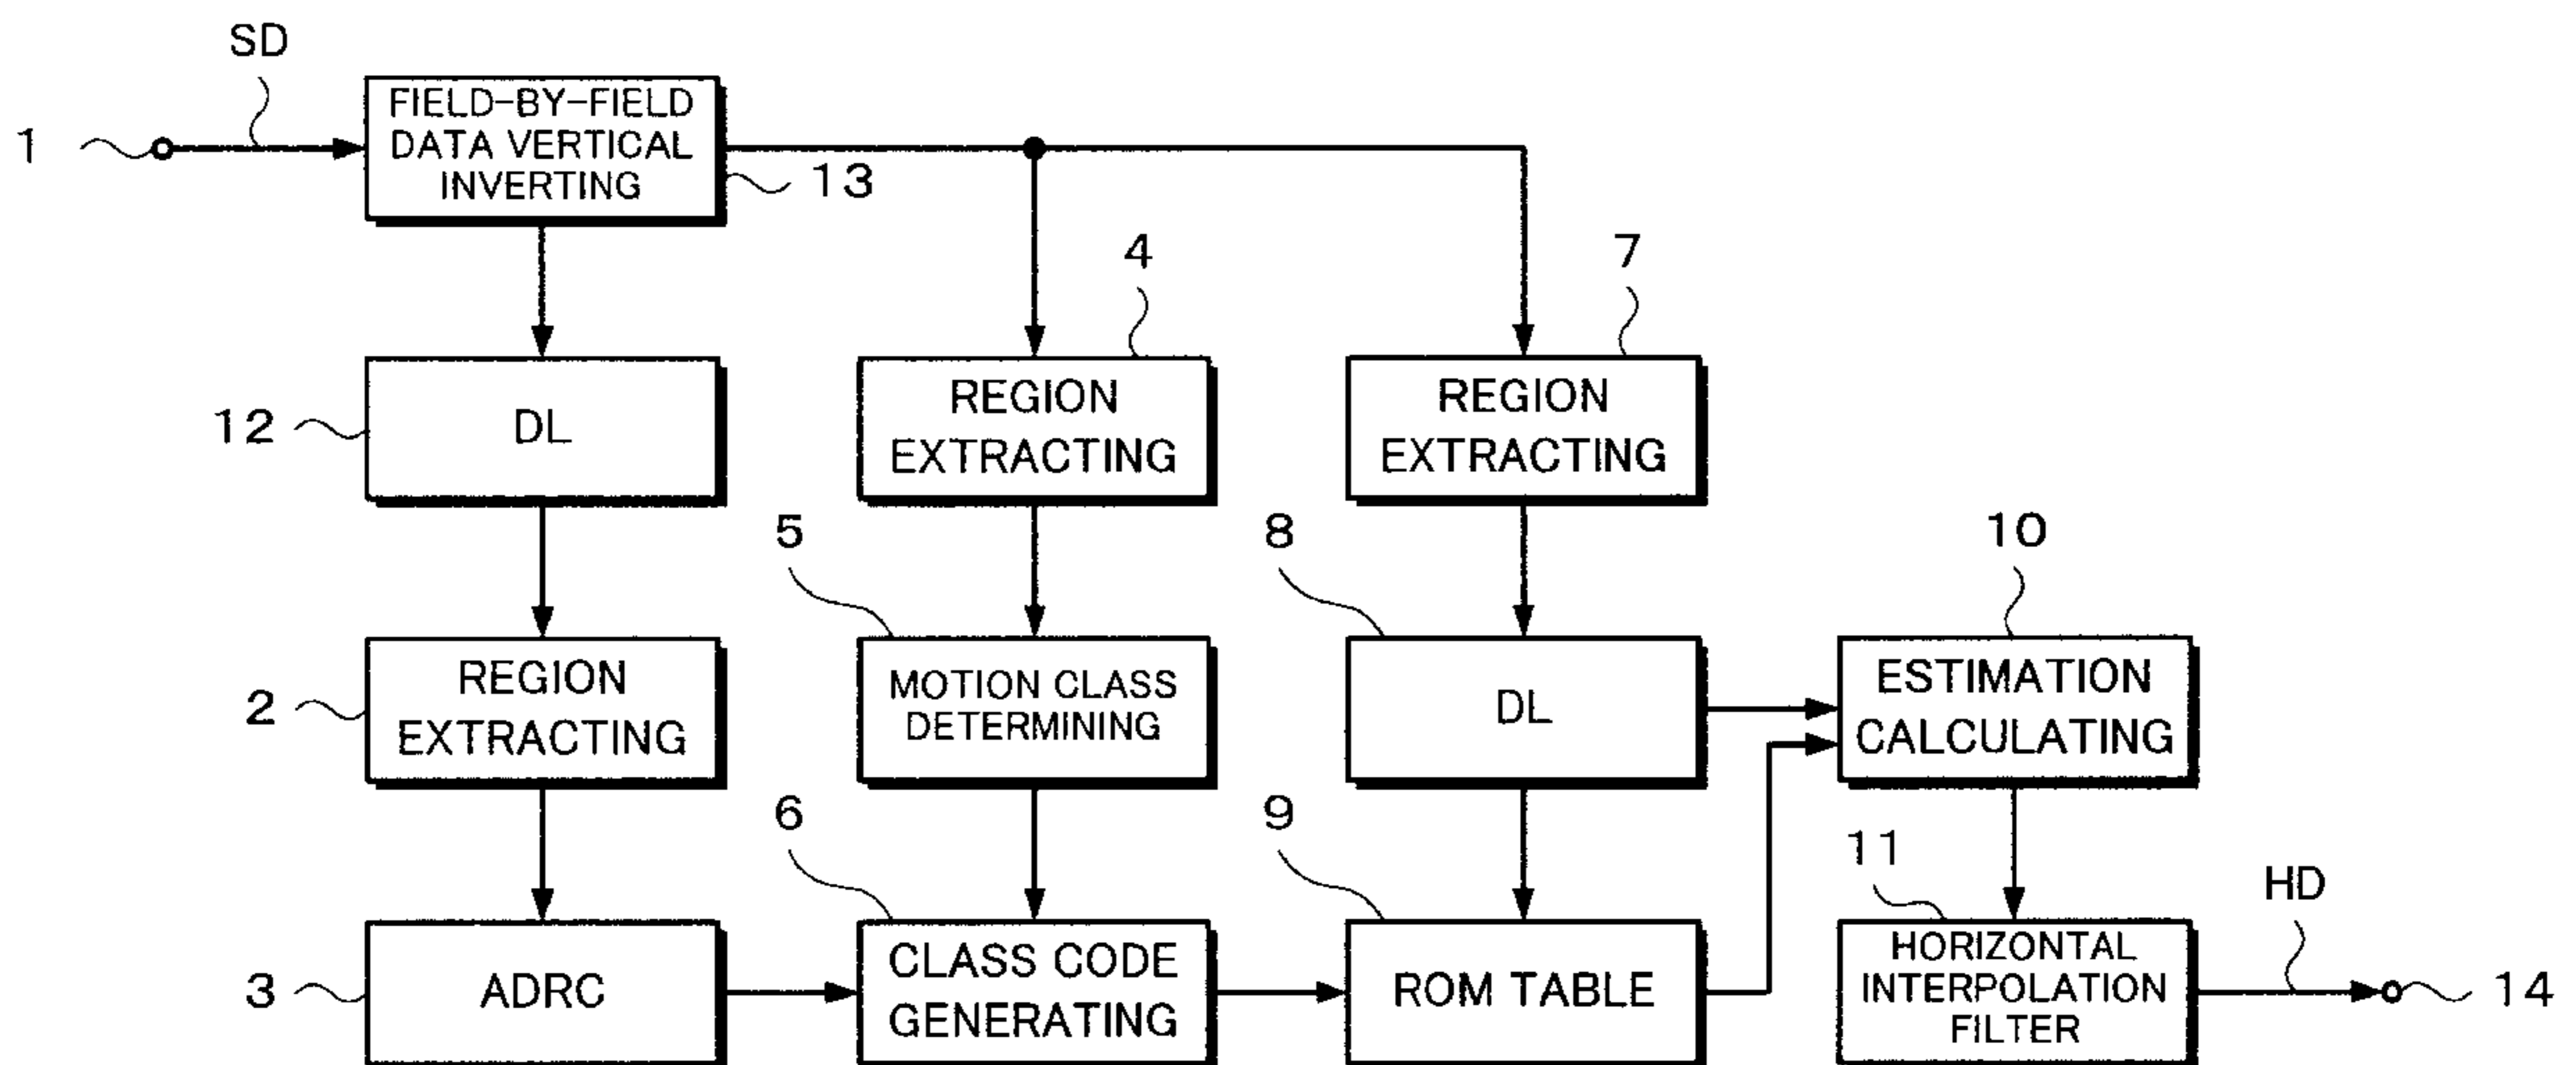 SD
1
FIELD-BY-FIELD
DATA VERTICAL
INVERTING
13
4
7
12
DL
REGION
EXTRACTING
REGION
EXTRACTING
5
8
10
2
REGION
EXTRACTING
MOTION CLASS
DETERMINING
DL
ESTIMATION
CALCULATING
6
9
11
HD
3
ADRC
CLASS CODE
GENERATING
ROM TABLE
HORIZONTAL
INTERPOLATION
FILTER
14